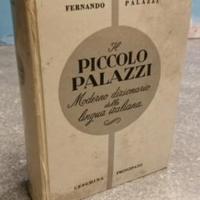 FERNANDO PALAZZI
Il
PICCOLO
PALAZZI
Moderno dizionario
della
lingua italiana
CESCHINA PRINCIPATO